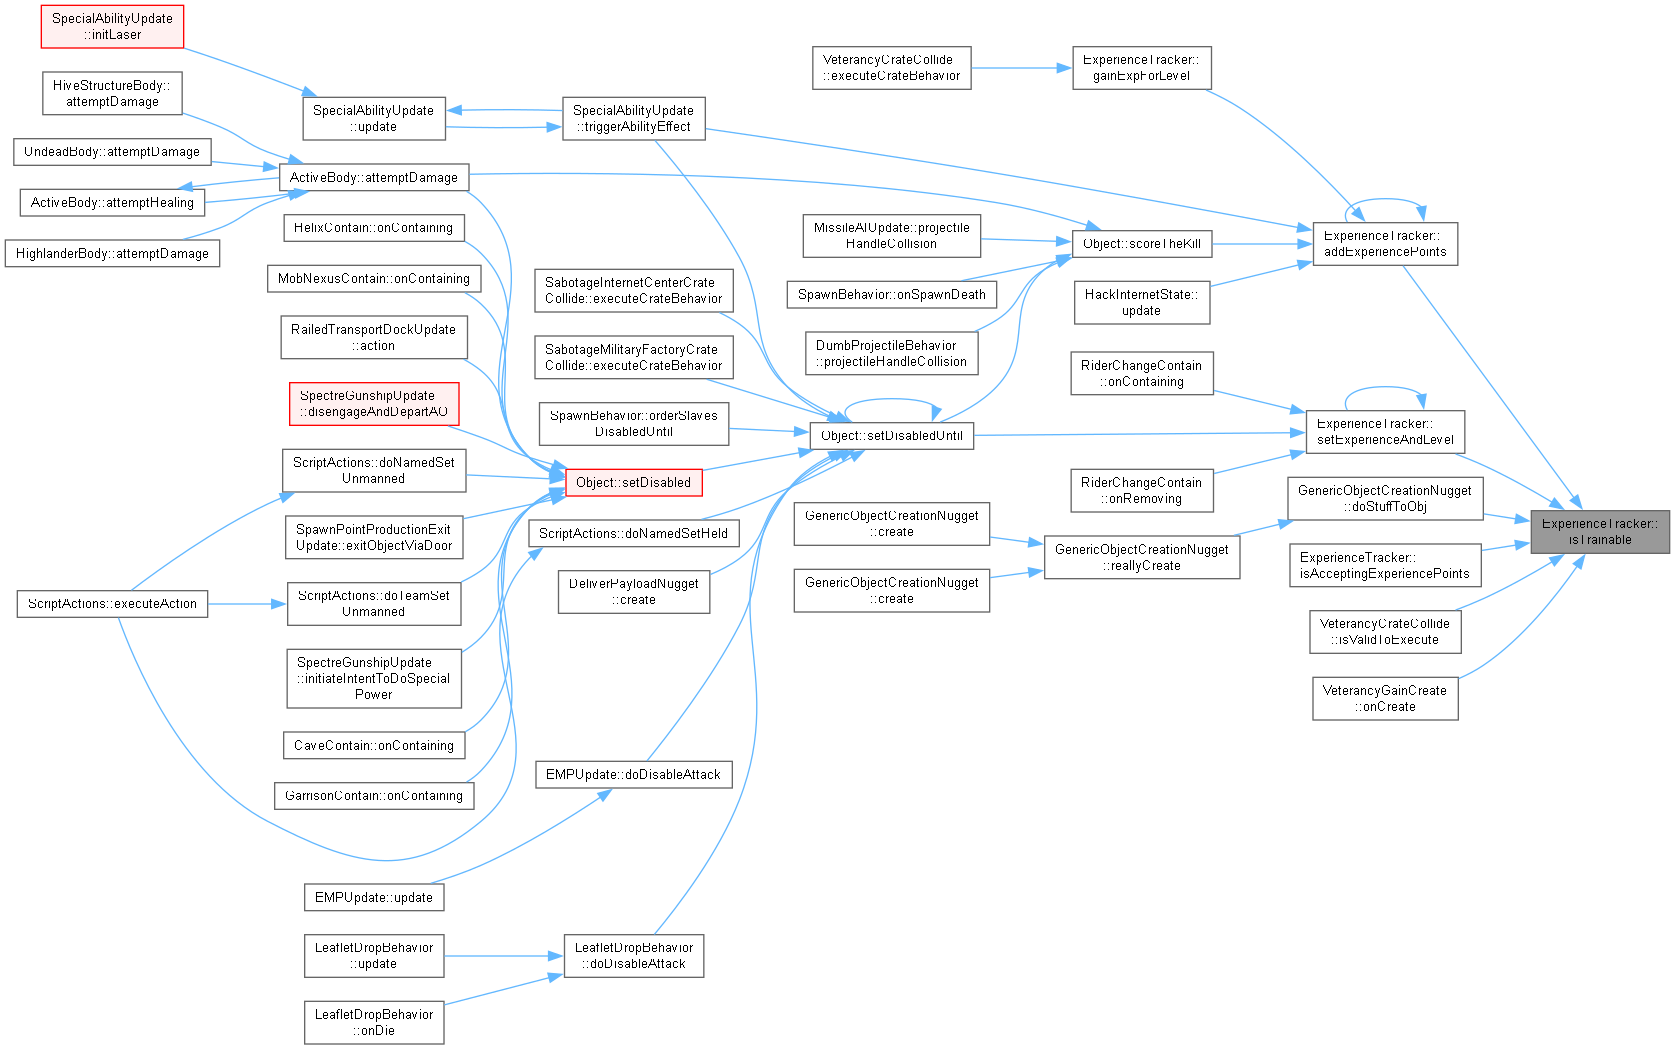 SpecialAbilityUpdate
::initLaser
HiveStructureBody::
attemptDamage
UndeadBody::attemptDamage
ActiveBody::attemptHealing
HighlanderBody::attemptDamage
ScriptActions::executeAction
SpecialAbilityUpdate
::update
ActiveBody::attemptDamage
HelixContain::onContaining
MobNexusContain::onContaining
RailedTransportDockUpdate
::action
SpectreGunshipUpdate
::disengageAndDepartAO
ScriptActions::doNamedSet
Unmanned
SpawnPointProductionExit
Update::exitObjectViaDoor
ScriptActions::doTeamSet
Unmanned
SpectreGunshipUpdate
::initiateIntentToDoSpecial
Power
CaveContain::onContaining
GarrisonContain::onContaining
EMPUpdate::update
LeafletDropBehavior
::update
LeafletDropBehavior
::onDie
SpecialAbilityUpdate
::triggerAbilityEffect
SabotageInternetCenterCrate
Collide::executeCrateBehavior
SabotageMilitaryFactoryCrate
Collide::executeCrateBehavior
SpawnBehavior::orderSlaves
DisabledUntil
Object::setDisabled
ScriptActions::doNamedSetHeld
DeliverPayloadNugget
::create
EMPUpdate::doDisableAttack
LeafletDropBehavior
::doDisableAttack
VeterancyCrateCollide
::executeCrateBehavior
MissileAIUpdate::projectile
HandleCollision
SpawnBehavior::onSpawnDeath
DumbProjectileBehavior
::projectileHandleCollision
Object::setDisabledUntil
GenericObjectCreationNugget
::create
GenericObjectCreationNugget
::create
ExperienceTracker::
gainExpForLevel
Object::scoreTheKill
HackInternetState::
update
RiderChangeContain
::onContaining
RiderChangeContain
::onRemoving
GenericObjectCreationNugget
::reallyCreate
ExperienceTracker::
addExperiencePoints
ExperienceTracker::
setExperienceAndLevel
GenericObjectCreationNugget
::doStuffToObj
ExperienceTracker::
isAcceptingExperiencePoints
VeterancyCrateCollide
::isValidToExecute
VeterancyGainCreate
::onCreate
ExperienceTracker::
isTrainable